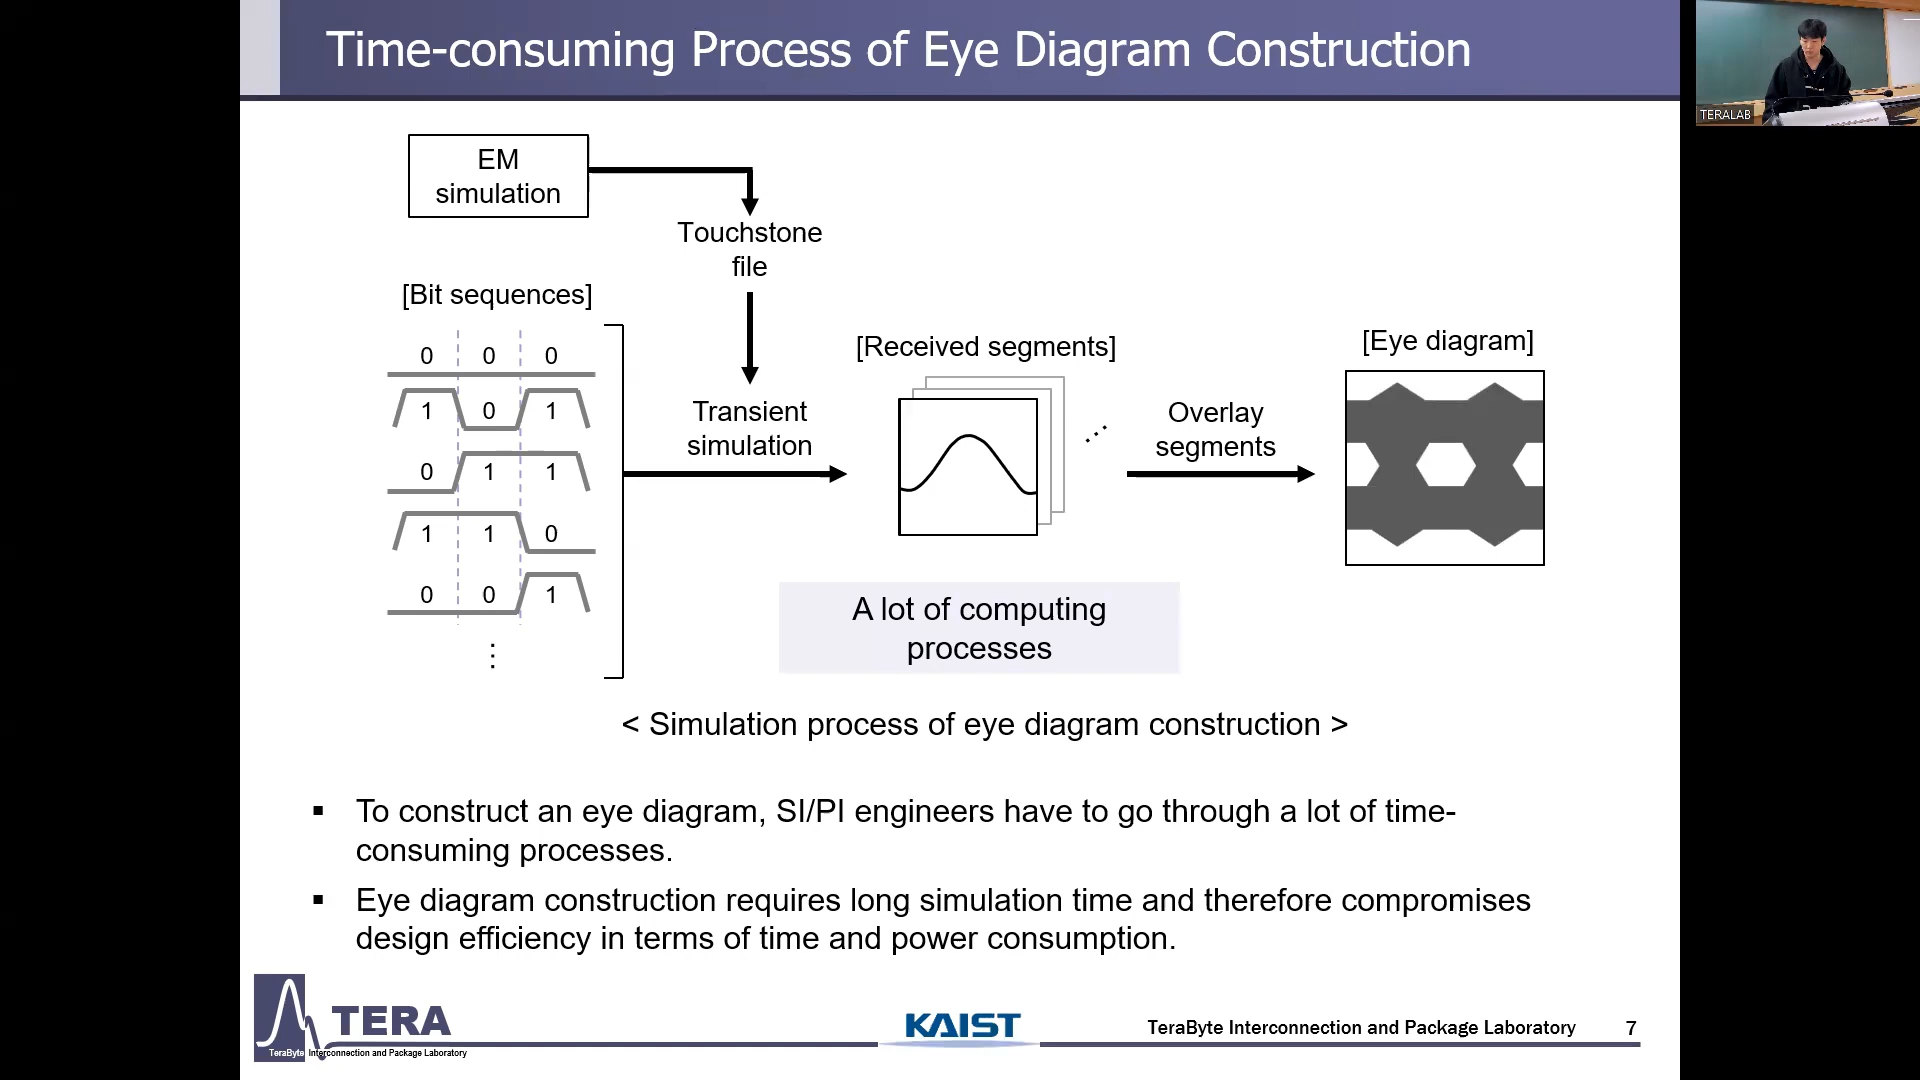 Time-consuming Process of Eye Diagram Construction
TERALAB
EM
simulation
Touchstone
file
[Bit sequences]
0 0 0
1 0 1
0 1 1
1 1 0
0 0 1
⋮
Transient
simulation
[Received segments]
⋰
Overlay
segments
[Eye diagram]
A lot of computing
processes
< Simulation process of eye diagram construction >
▪ To construct an eye diagram, SI/PI engineers have to go through a lot of time-
consuming processes.
▪ Eye diagram construction requires long simulation time and therefore compromises
design efficiency in terms of time and power consumption.
TERA
TeraByte Interconnection and Package Laboratory
KAIST
TeraByte Interconnection and Package Laboratory 7